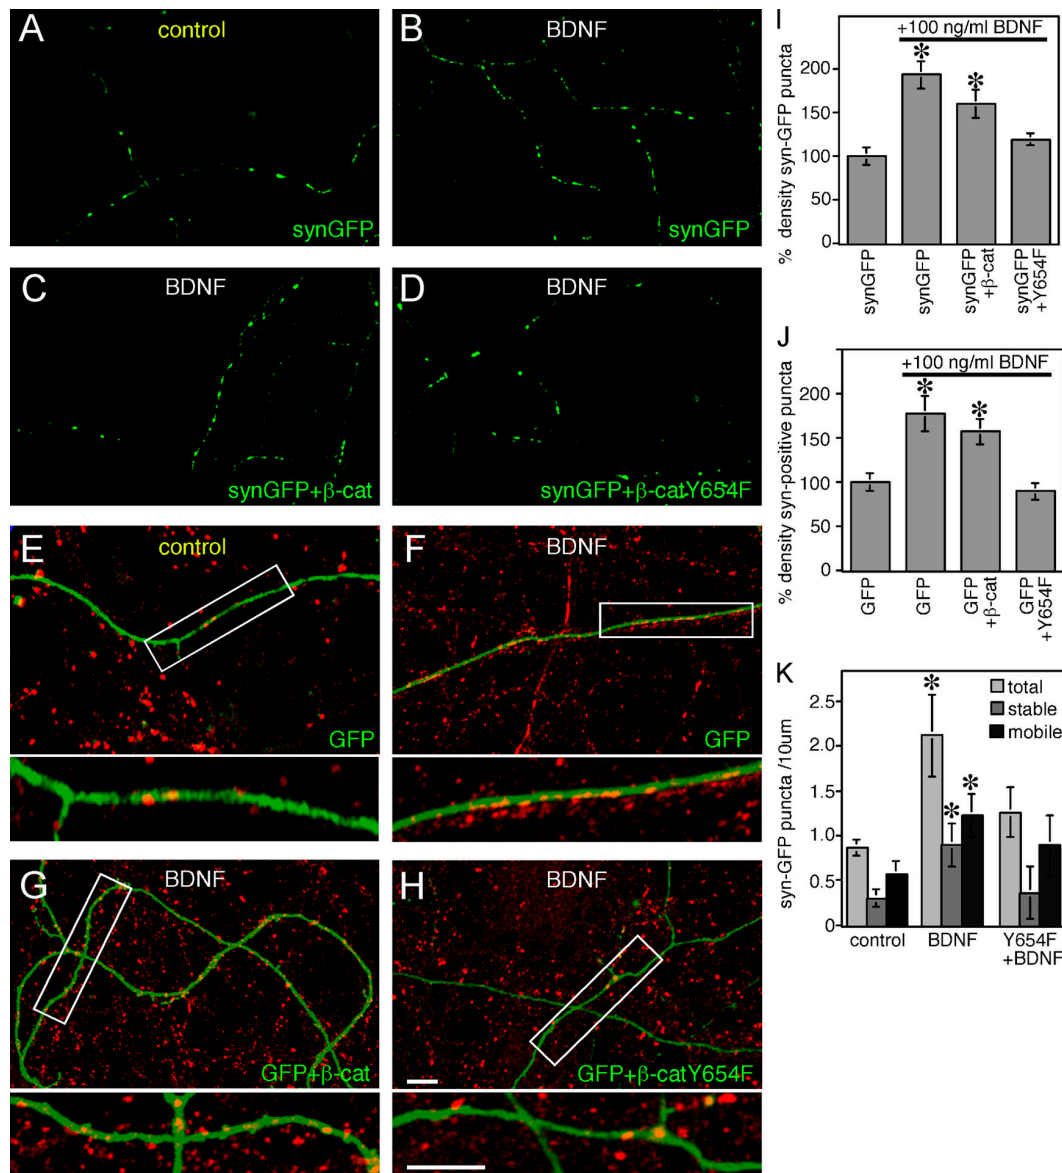 A
control
synGFP
B
BDNF
synGFP
C
BDNF
synGFP+β-cat
D
BDNF
synGFP+β-catY654F
E
control
GFP
F
BDNF
GFP
G
BDNF
GFP+β-cat
H
BDNF
GFP+β-catY654F
I
+100 ng/ml BDNF
% density syn-GFP puncta
200
150
100
50
0
*
*
synGFP
synGFP
synGFP
+β-cat
synGFP
+Y654F
J
+100 ng/ml BDNF
% density syn-positive puncta
200
150
100
50
0
*
*
GFP
GFP
GFP
+β-cat
GFP
+Y654F
K
syn-GFP puncta /10um
2.5
2.0
1.5
1.0
0.5
0
total
stable
mobile
*
*
*
control
BDNF
Y654F
+BDNF